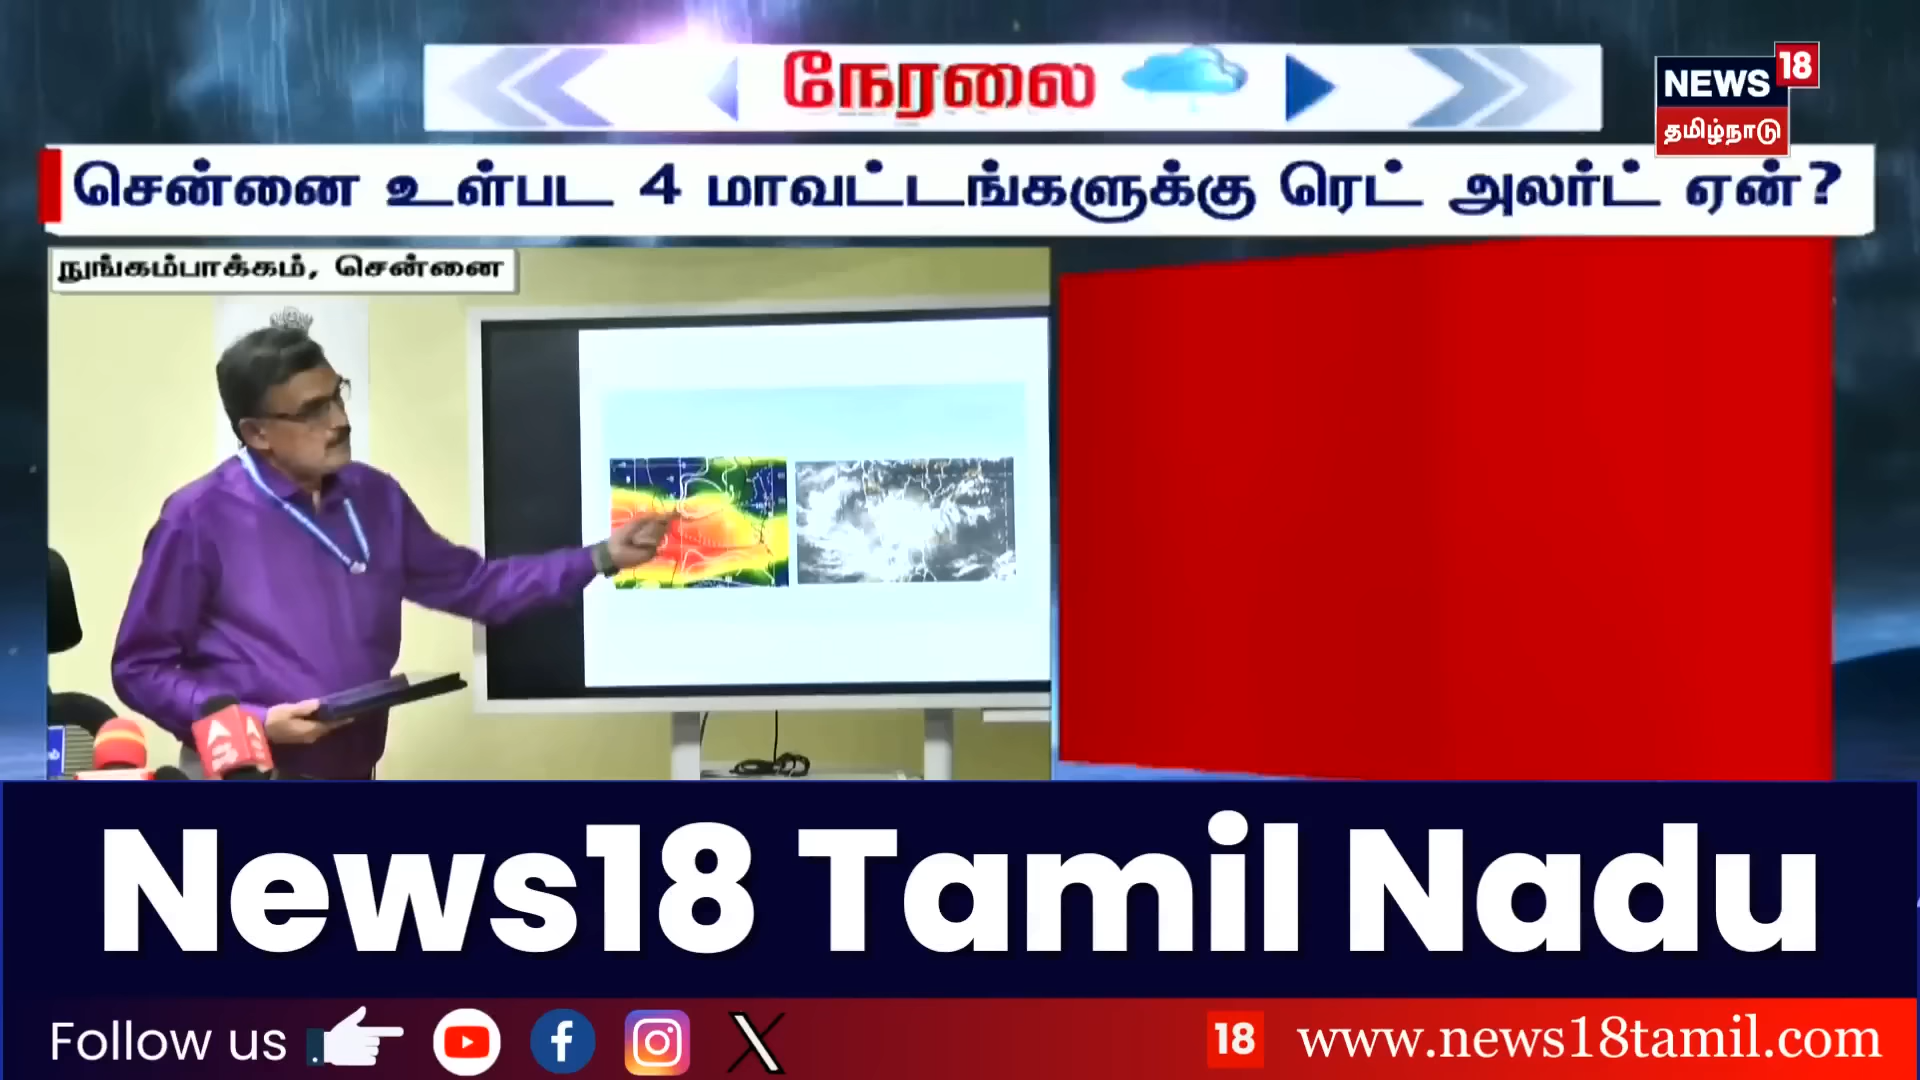 நேரலை
NEWS 18
தமிழ்நாடு
சென்னை உள்பட 4 மாவட்டங்களுக்கு ரெட் அலர்ட் ஏன்?
நுங்கம்பாக்கம், சென்னை
News18 Tamil Nadu
Follow us
18 www.news18tamil.com